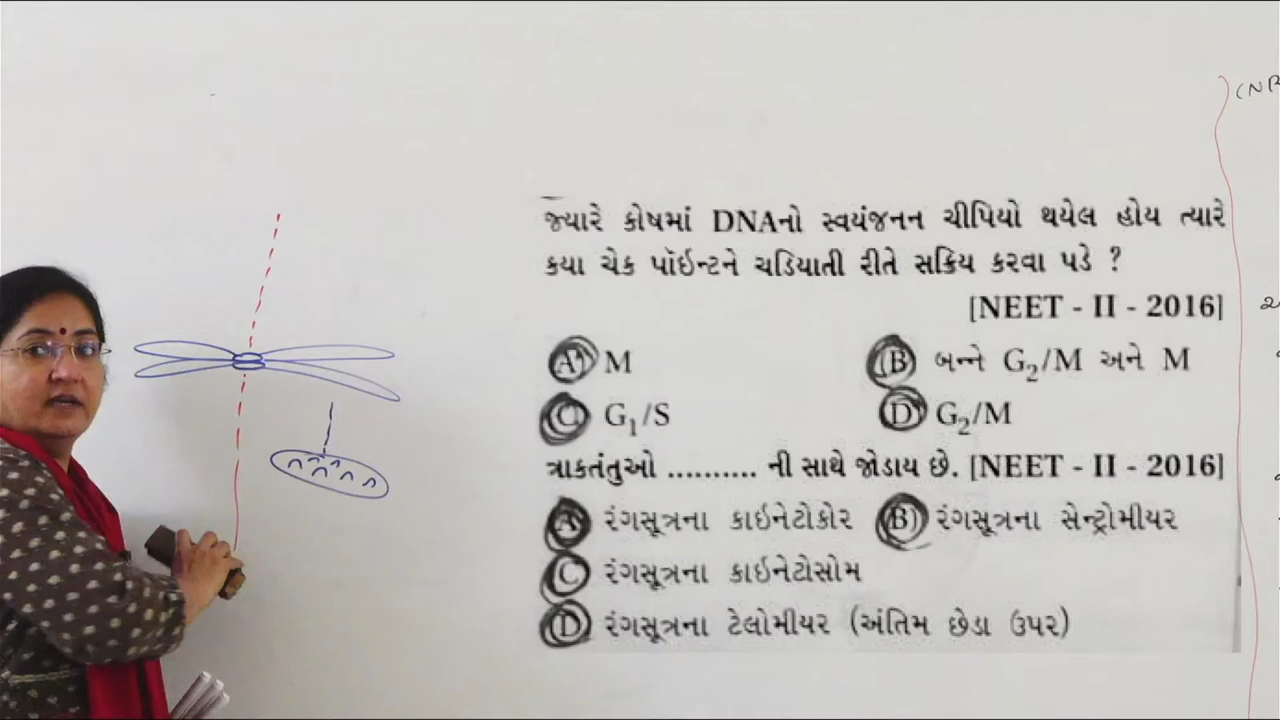 જ્યારે કોષમાં DNAનો સ્વયંજનન ચીપિયો થયેલ હોય ત્યારે
કયા ચેક પૉઇન્ટને ચડિયાતી રીતે સક્રિય કરવા પડે ?
[NEET - II - 2016]
(A) M (B) બન્ને G₂/M અને M
(C) G₁/S (D) G₂/M
ત્રાકતંતુઓ .......... ની સાથે જોડાય છે. [NEET - II - 2016]
(A) રંગસૂત્રના કાઇનેટોકોર (B) રંગસૂત્રના સેન્ટ્રોમીયર
(C) રંગસૂત્રના કાઇનેટોસોમ
(D) રંગસૂત્રના ટેલોમીયર (અંતિમ છેડા ઉપર)